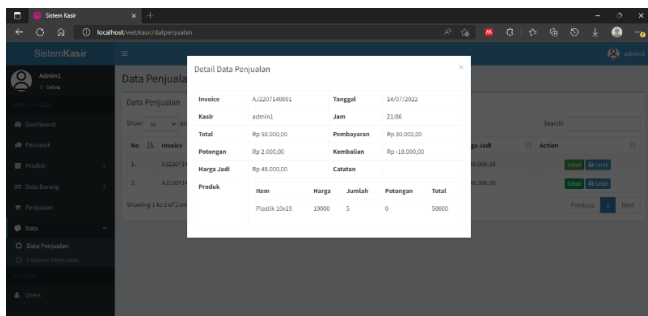 Sistem Kasir
localhost/webkasir/datpenjualan
SistemKasir
admin1
Admin1
Online
Data Penjualan
Detail Data Penjualan
×
Invoice AJ2207140001 Tanggal 14/07/2022
Kasir admin1 Jam 21:06
Total Rp 50.000,00 Pembayaran Rp 30.000,00
Potongan Rp 2.000,00 Kembalian Rp -18.000,00
Harga Jadi Rp 48.000,00 Catatan
Produk Item Harga Jumlah Potongan Total
Plastik 10x15 10000 5 0 50000
Data Penjualan
Show
Search:
No Invoice ga Jadi Action
1. Detail Cetak
2. Detail Cetak
Showing 1 to 2 of 2
Previous 1 Next
Dashboard
Pemasok
Produk
Data Barang
Penjualan
Data
Data Penjualan
Laporan Penjualan
Users